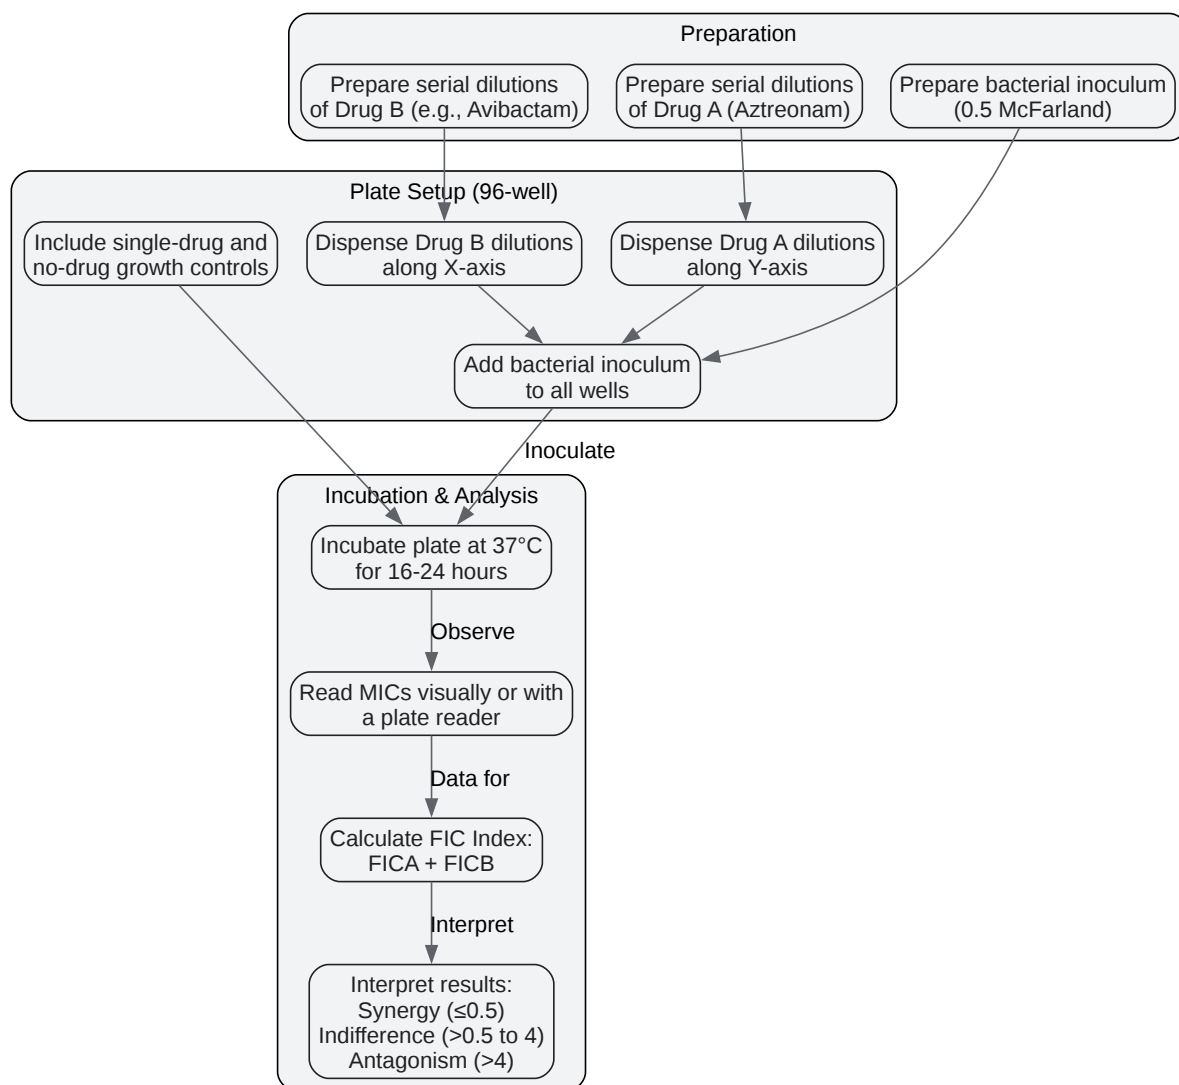 Preparation
Prepare serial dilutions
of Drug B (e.g., Avibactam)
Prepare serial dilutions
of Drug A (Aztreonam)
Prepare bacterial inoculum
(0.5 McFarland)
Plate Setup (96-well)
Include single-drug and
no-drug growth controls
Dispense Drug B dilutions
along X-axis
Dispense Drug A dilutions
along Y-axis
Add bacterial inoculum
to all wells
Inoculate
Incubation & Analysis
Incubate plate at 37°C
for 16-24 hours
Observe
Read MICs visually or with
a plate reader
Data for
Calculate FIC Index:
FICA + FICB
Interpret
Interpret results:
Synergy (≤0.5)
Indifference (>0.5 to 4)
Antagonism (>4)